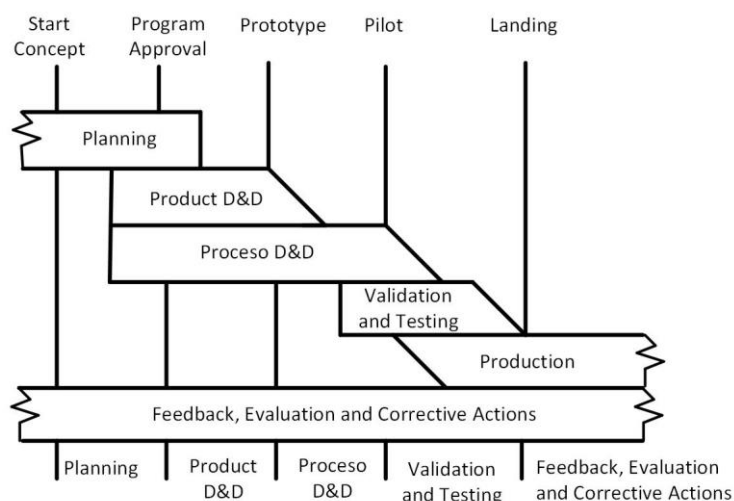 Start
Concept
Program
Approval
Prototype
Pilot
Landing
Planning
Product D&D
Proceso D&D
Validation
and Testing
Production
Feedback, Evaluation and Corrective Actions
Planning
Product
D&D
Proceso
D&D
Validation
and Testing
Feedback, Evaluation
and Corrective Actions